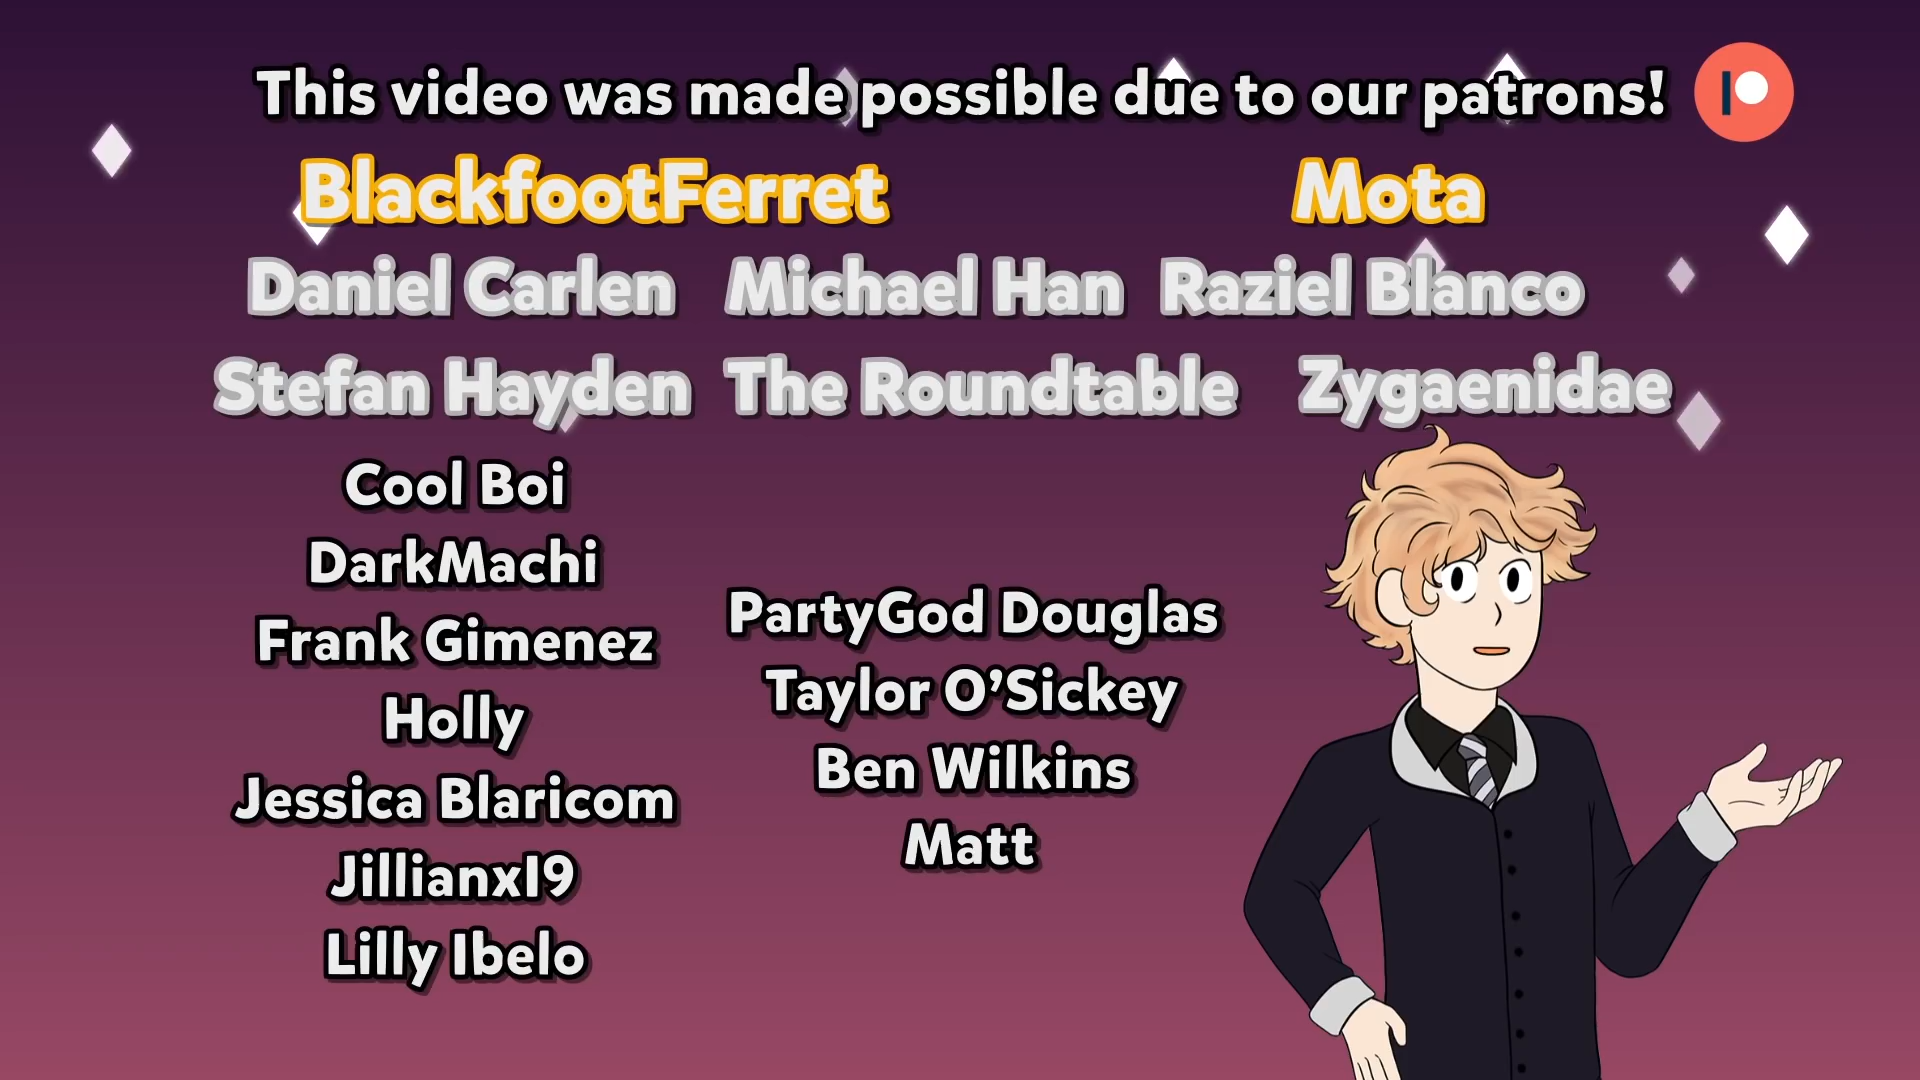 This video was made possible due to our patrons!
BlackfootFerret Mota
Daniel Carlen Michael Han Raziel Blanco
Stefan Hayden The Roundtable Zygaenidae
Cool Boi
DarkMachi
Frank Gimenez
Holly
Jessica Blaricom
Jillianx19
Lilly Ibelo
PartyGod Douglas
Taylor O’Sickey
Ben Wilkins
Matt